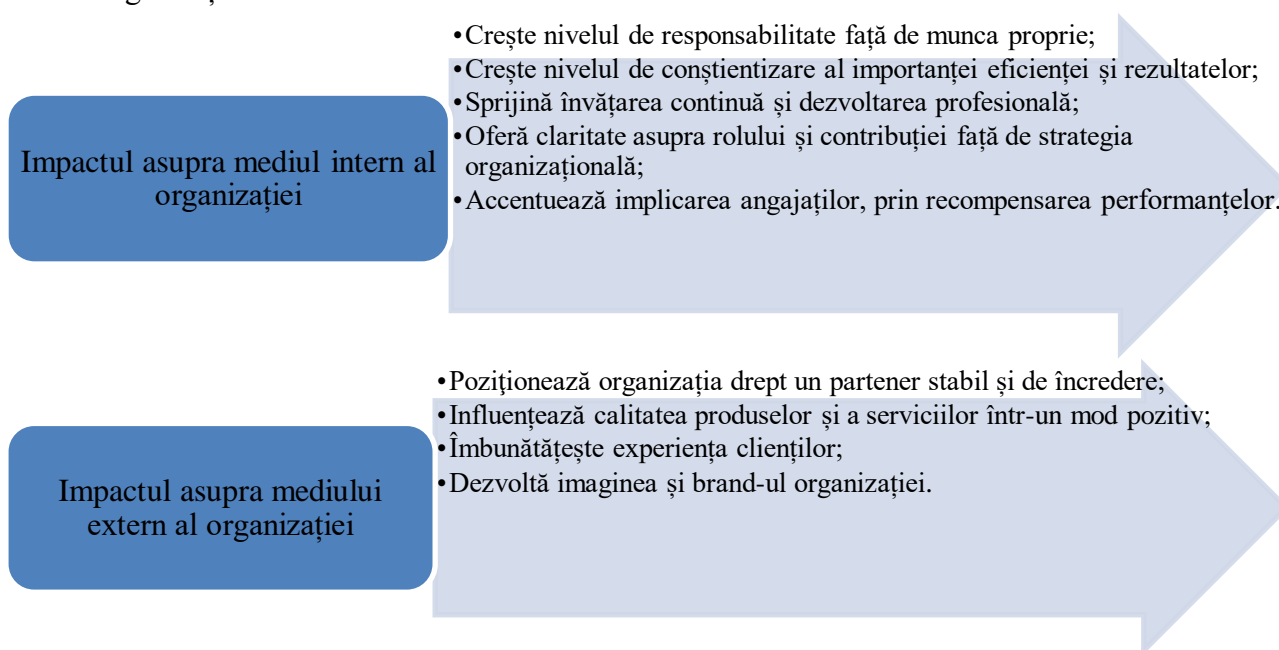 Impactul asupra mediul intern al
organizației
•Crește nivelul de responsabilitate față de munca proprie;
•Crește nivelul de conștientizare al importanței eficienței și rezultatelor;
•Sprijină învățarea continuă și dezvoltarea profesională;
•Oferă claritate asupra rolului și contribuției față de strategia
organizațională;
•Accentuează implicarea angajaților, prin recompensarea performanțelor.
Impactul asupra mediului
extern al organizației
•Poziţionează organizația drept un partener stabil și de încredere;
•Influențează calitatea produselor și a serviciilor într-un mod pozitiv;
•Îmbunătățește experiența clienților;
•Dezvoltă imaginea și brand-ul organizației.